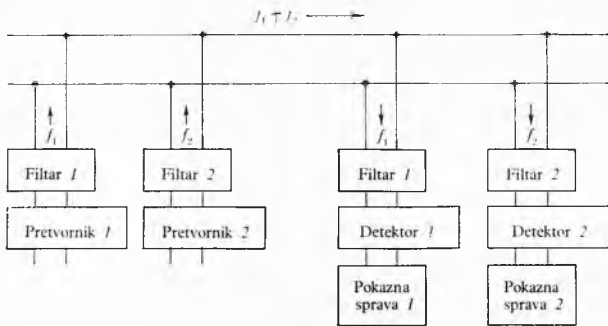 f₁ + f₂
f₁ f₂ f₁ f₂
Filtar 1 Filtar 2 Filtar 1 Filtar 2
Pretvornik 1 Pretvornik 2 Detektor 1 Detektor 2
Pokazna Pokazna
sprava 1 sprava 2